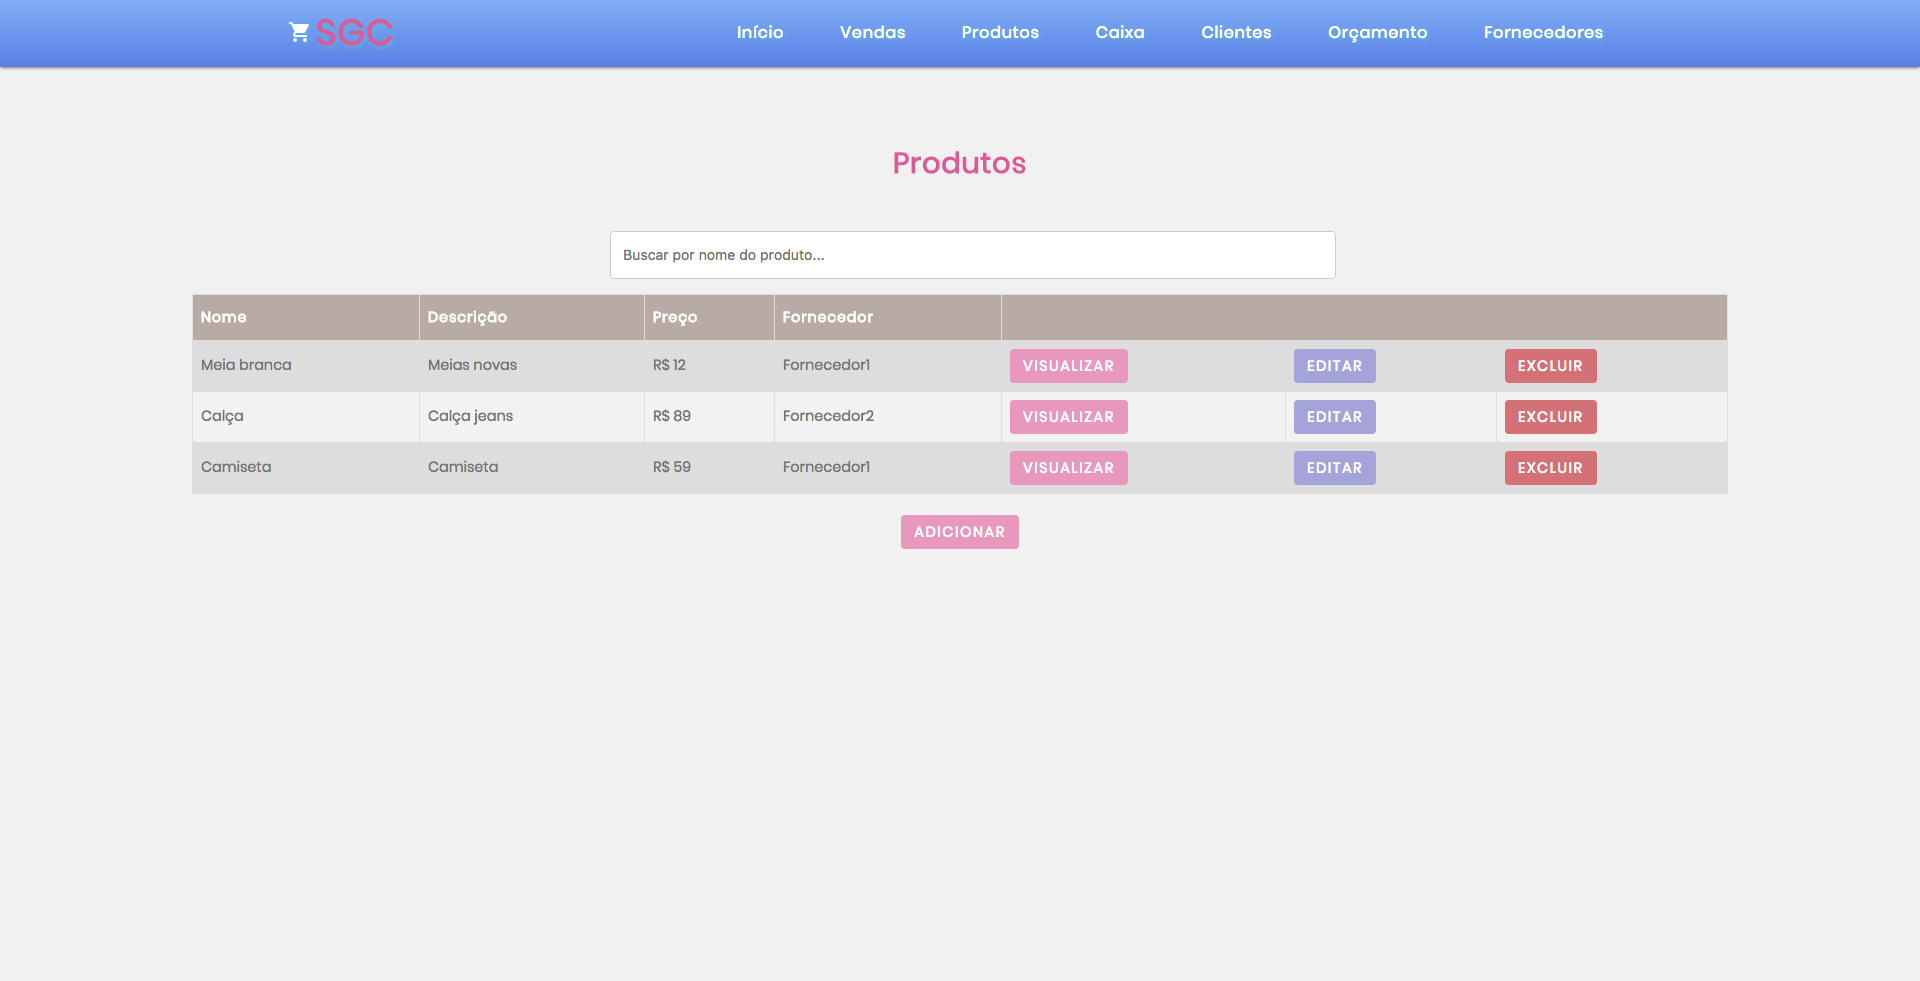 SGC Início Vendas Produtos Caixa Clientes Orçamento Fornecedores
Produtos
Buscar por nome do produto...
Nome Descrição Preço Fornecedor
Meia branca Meias novas R$ 12 Fornecedor1 VISUALIZAR EDITAR EXCLUIR
Calça Calça jeans R$ 89 Fornecedor2 VISUALIZAR EDITAR EXCLUIR
Camiseta Camiseta R$ 59 Fornecedor1 VISUALIZAR EDITAR EXCLUIR
ADICIONAR